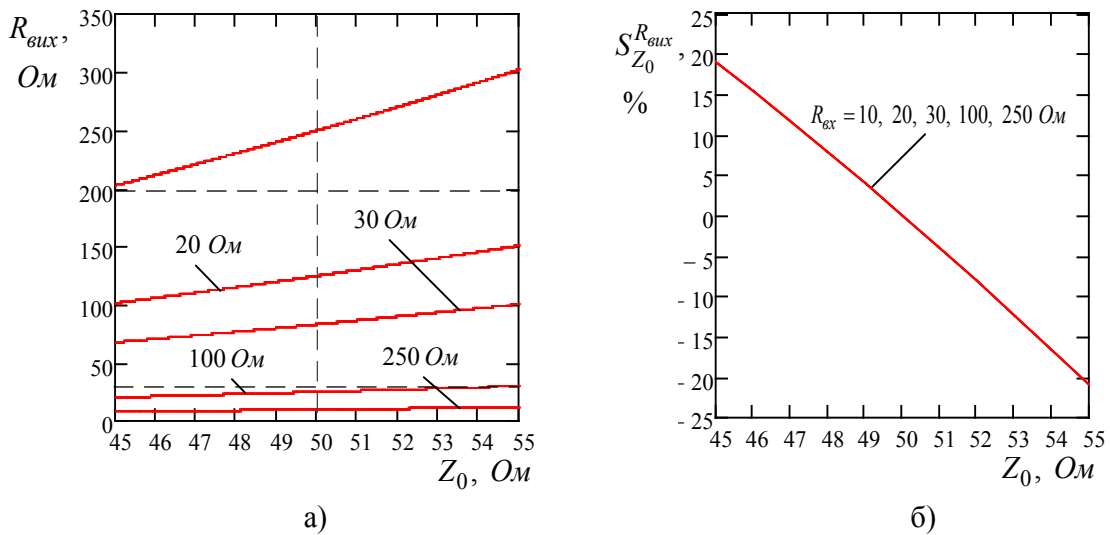 R_вих,
Ом
350
300
250
200
150
100
50
0
20 Ом
30 Ом
100 Ом
250 Ом
45 46 47 48 49 50 51 52 53 54 55
Z_0, Ом
а)
S_{Z_0}^{R_вих},
%
25
20
15
10
5
0
– 5
- 10
- 15
- 20
- 25
R_вх = 10, 20, 30, 100, 250 Ом
45 46 47 48 49 50 51 52 53 54 55
Z_0, Ом
б)